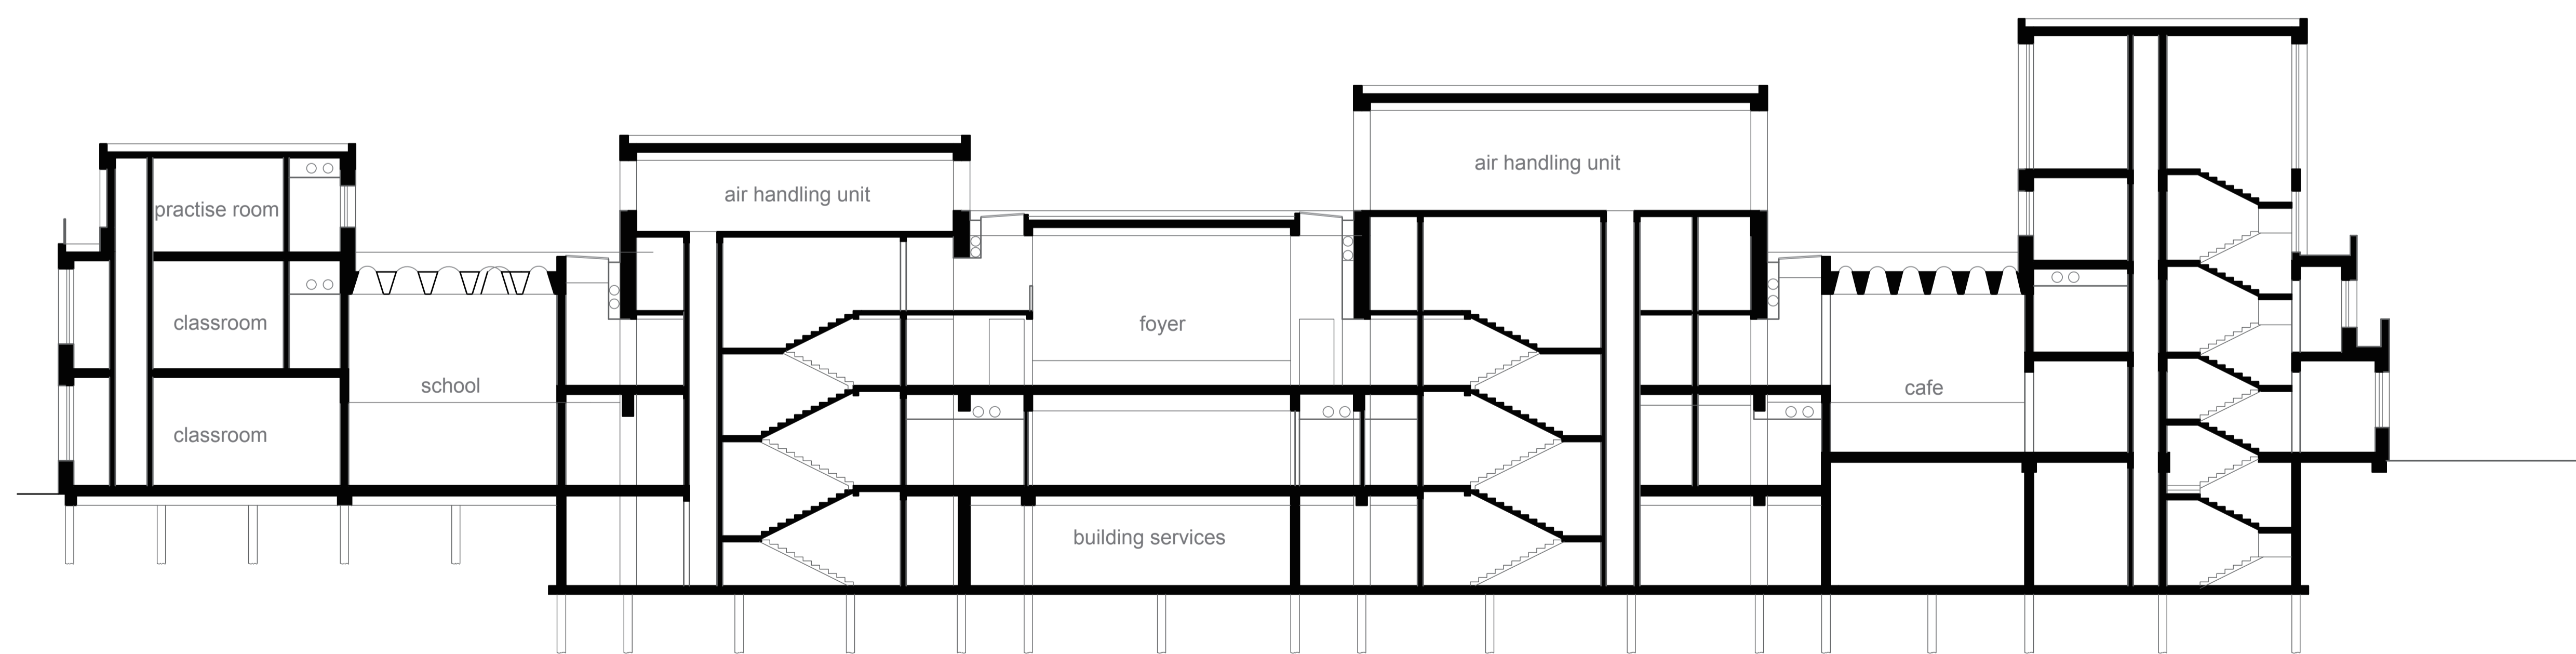 practise room
air handling unit
air handling unit
classroom
school
foyer
cafe
classroom
building services